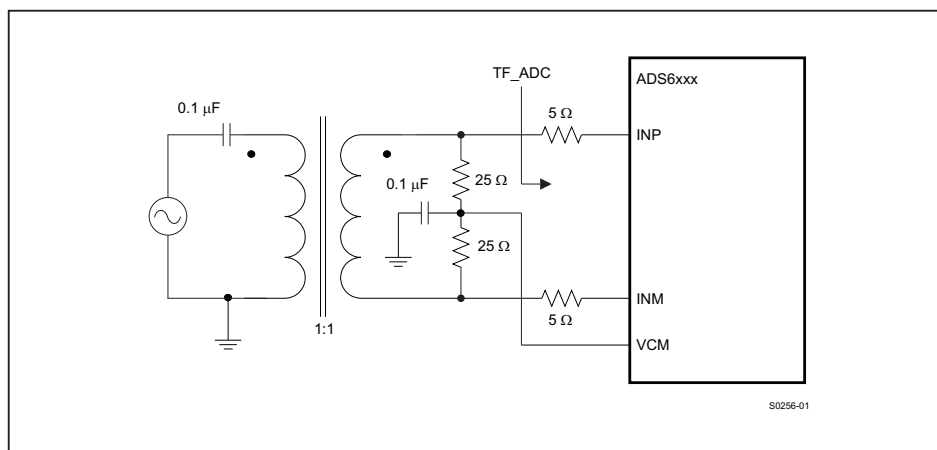 TF_ADC
ADS6xxx
0.1 μF
5 Ω
INP
0.1 μF
25 Ω
25 Ω
INM
5 Ω
1:1
VCM
S0256-01